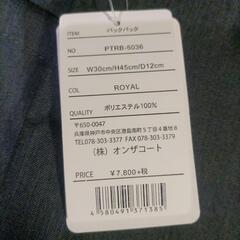 ITEM バックパック
NO PTRB-5036
SIZE W30cm/H45cm/D12cm
COL ROYAL
QUALITY ポリエステル100%
〒650-0047
兵庫県神戸市中央区港島南町5丁目4番8号
TEL078-303-3377 FAX078-303-3379
(株) オンザコート
PRICE ¥ 7,800+税
4580491371385